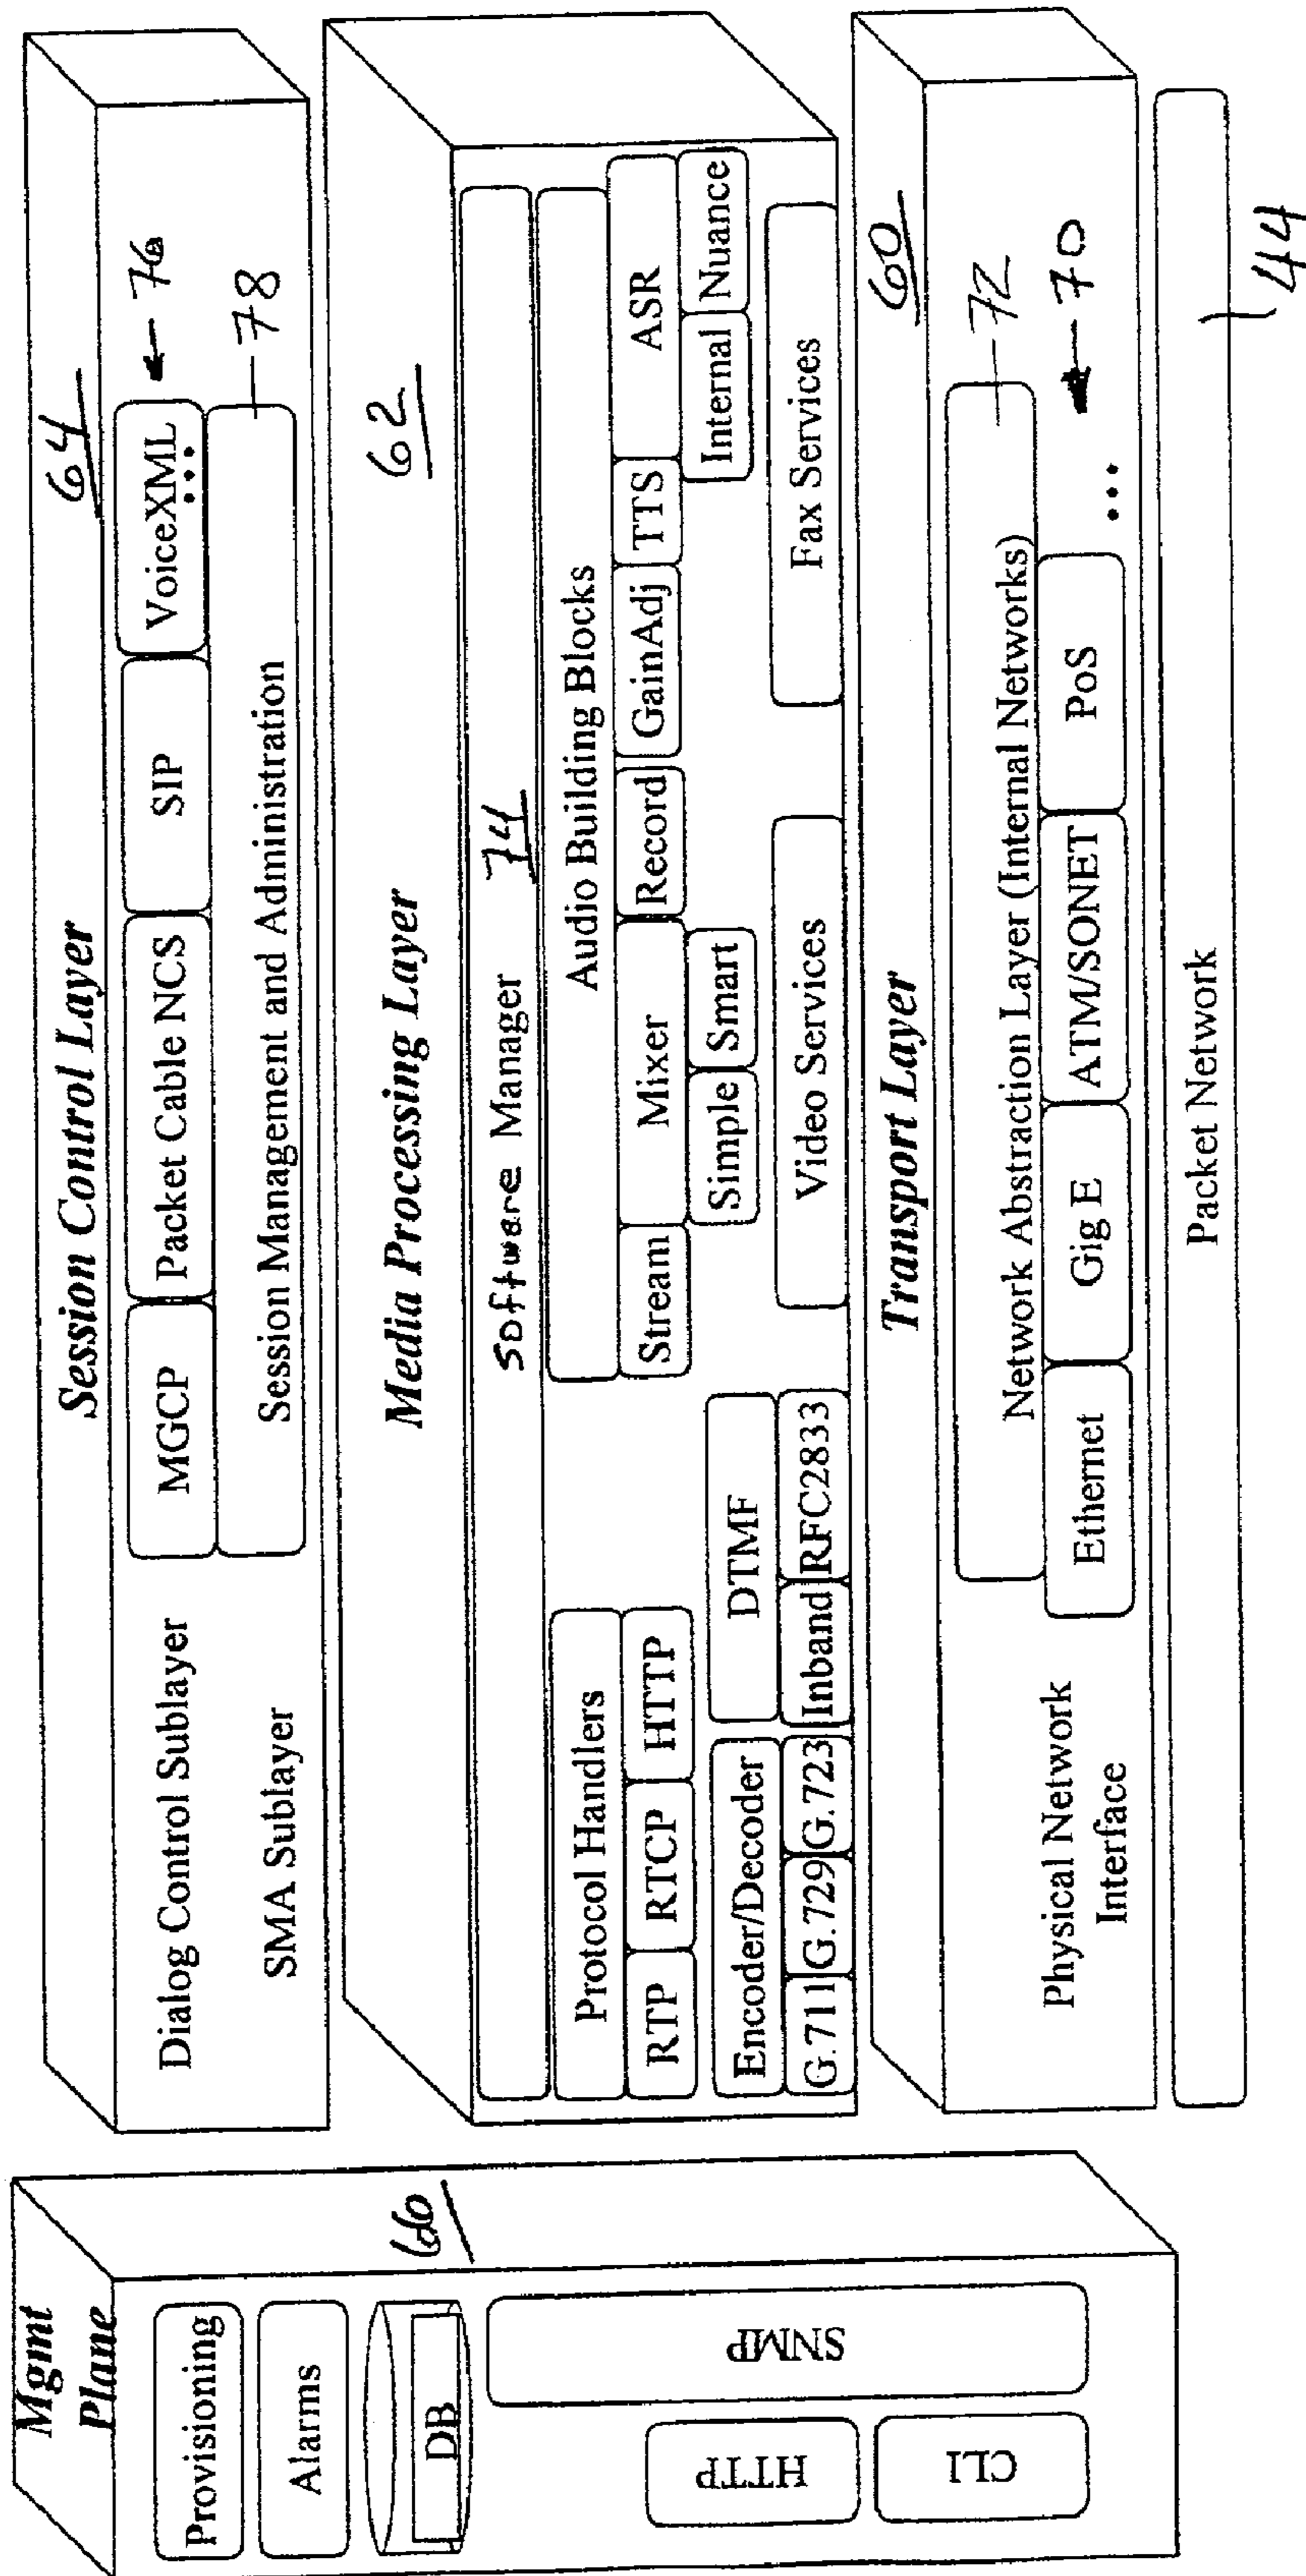 Mgmt
Plane
Provisioning
Alarms
DB
66
SNMP
HTTP
CLI
Session Control Layer
64
Dialog Control Sublayer
MGCP
Packet Cable NCS
SIP
VoiceXML
...
76
SMA Sublayer
Session Management and Administration
78
Media Processing Layer
62
Software Manager
74
Protocol Handlers
RTP
RTCP
HTTP
Encoder/Decoder
G.711
G.729
G.723
DTMF
Inband
RFC2833
Audio Building Blocks
Stream
Mixer
Record
GainAdj
TTS
ASR
Simple
Smart
Internal
Nuance
Video Services
Fax Services
Transport Layer
60
Network Abstraction Layer (Internal Networks)
72
Physical Network
Interface
Ethernet
Gig E
ATM/SONET
PoS
...
70
Packet Network
44